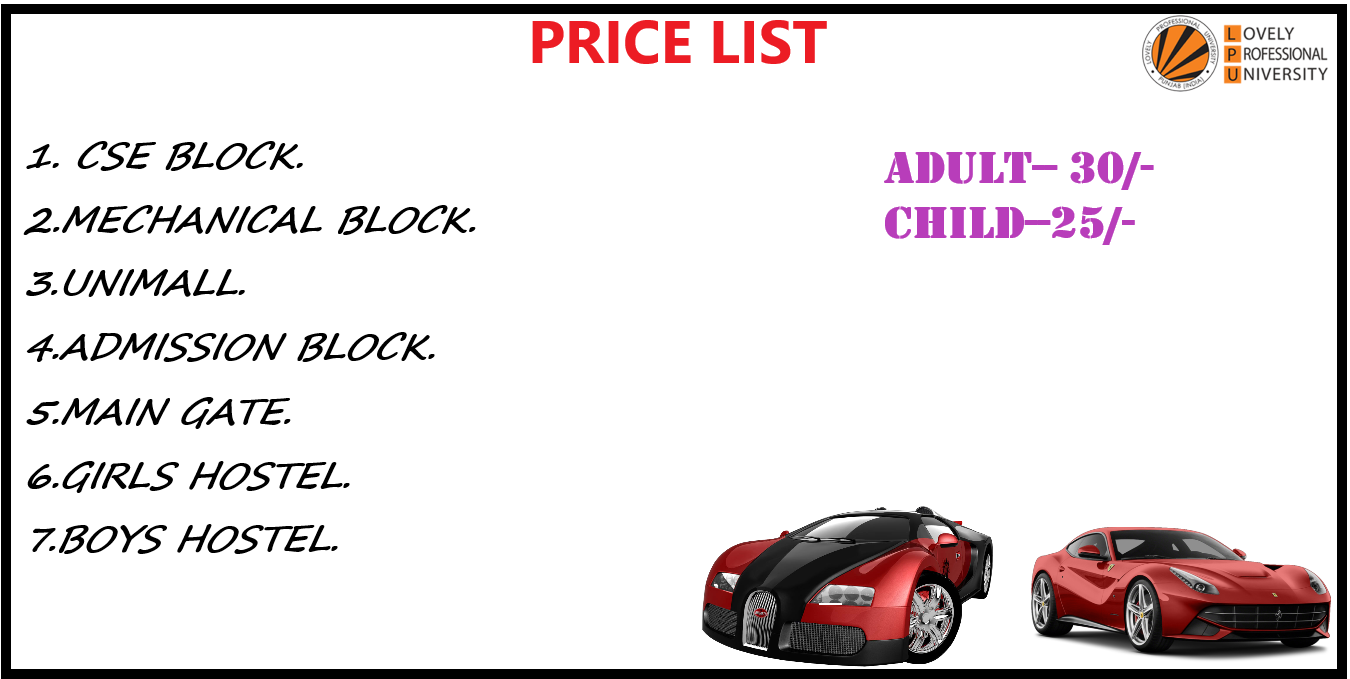 PRICE LIST
LOVELY
PROFESSIONAL
UNIVERSITY
LOVELY PROFESSIONAL UNIVERSITY
PUNJAB (INDIA)
1. CSE BLOCK.
2.MECHANICAL BLOCK.
3.UNIMALL.
4.ADMISSION BLOCK.
5.MAIN GATE.
6.GIRLS HOSTEL.
7.BOYS HOSTEL.
ADULT– 30/-
CHILD–25/-